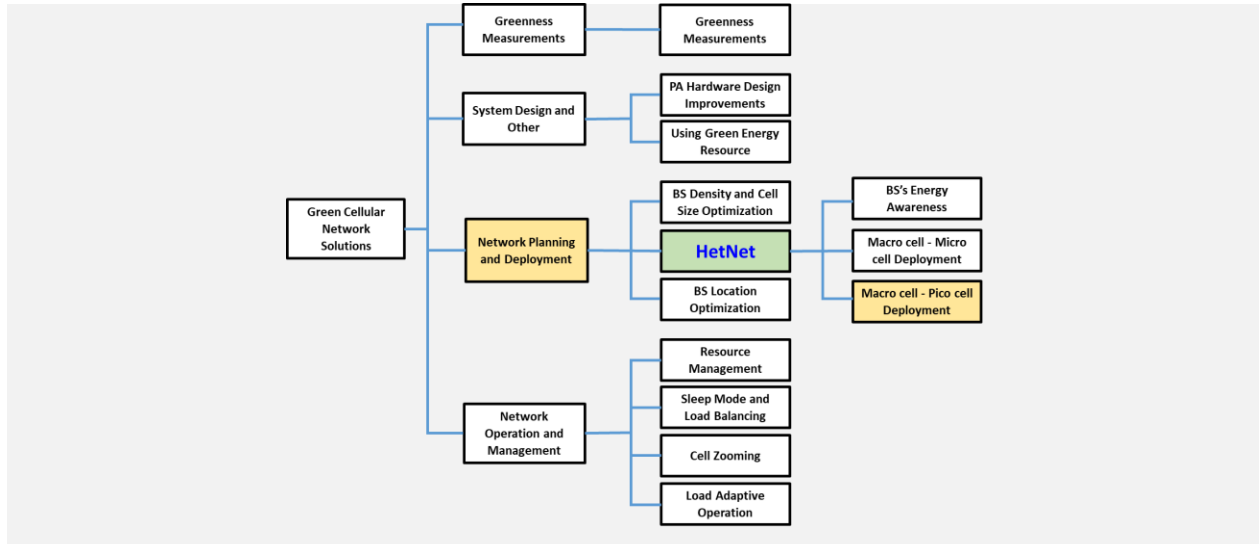 Greenness
Measurements
Greenness
Measurements
System Design and
Other
PA Hardware Design
Improvements
Using Green Energy
Resource
Green Cellular
Network
Solutions
Network Planning
and Deployment
BS Density and Cell
Size Optimization
HetNet
BS Location
Optimization
BS's Energy
Awareness
Macro cell - Micro
cell Deployment
Macro cell - Pico cell
Deployment
Network
Operation and
Management
Resource
Management
Sleep Mode and
Load Balancing
Cell Zooming
Load Adaptive
Operation